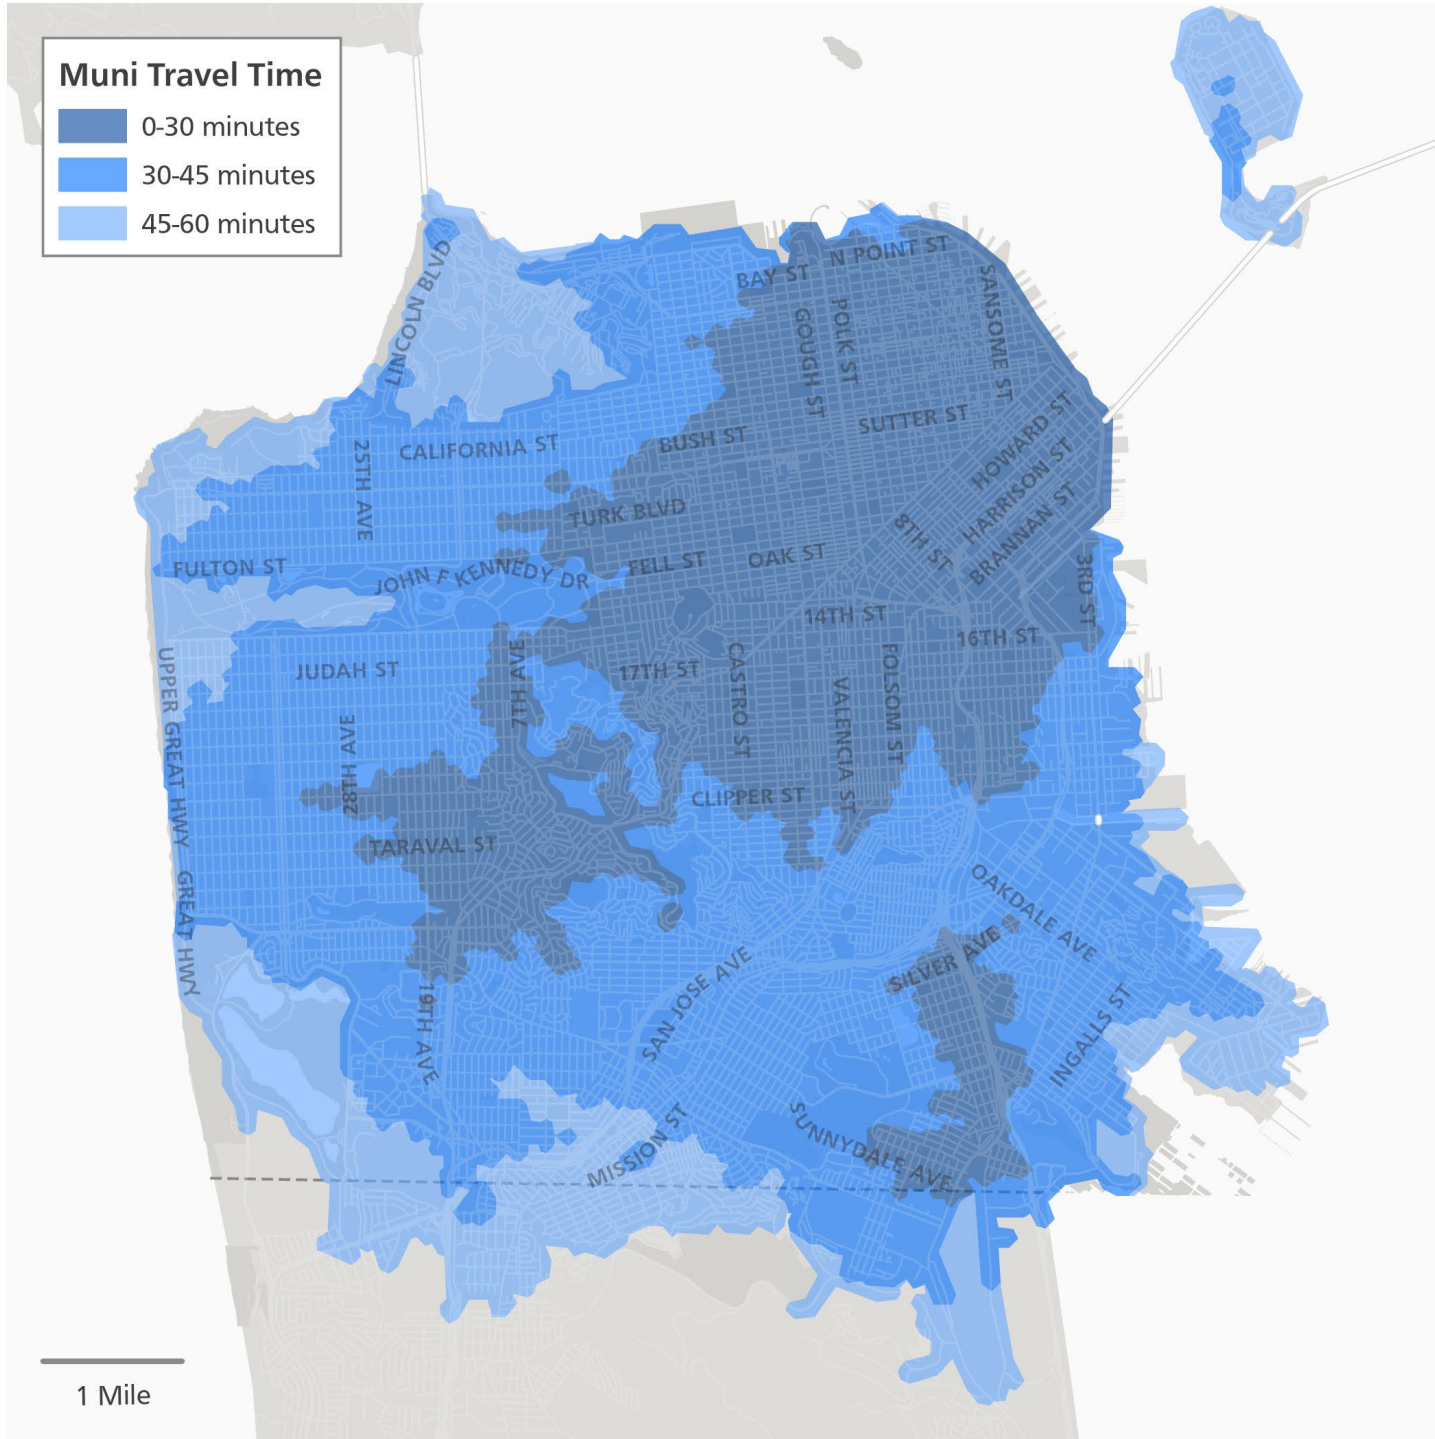 Muni Travel Time
0-30 minutes
30-45 minutes
45-60 minutes
LINCOLN BLVD
BAY ST
N POINT ST
SANSOME ST
GOUGH ST
POLK ST
SUTTER ST
HOWARD ST
HARRISON ST
BRANNAN ST
25TH AVE
CALIFORNIA ST
BUSH ST
TURK BLVD
8TH ST
3RD ST
FULTON ST
JOHN F KENNEDY DR
FELL ST
OAK ST
14TH ST
16TH ST
UPPER GREAT HWY
JUDAH ST
7TH AVE
17TH ST
CASTRO ST
VALENCIA ST
FOLSOM ST
28TH AVE
CLIPPER ST
TARAVAL ST
GREAT HWY
OAKDALE AVE
SILVER AVE
19TH AVE
SAN JOSE AVE
INGALLS ST
MISSION ST
SUNNYDALE AVE
1 Mile